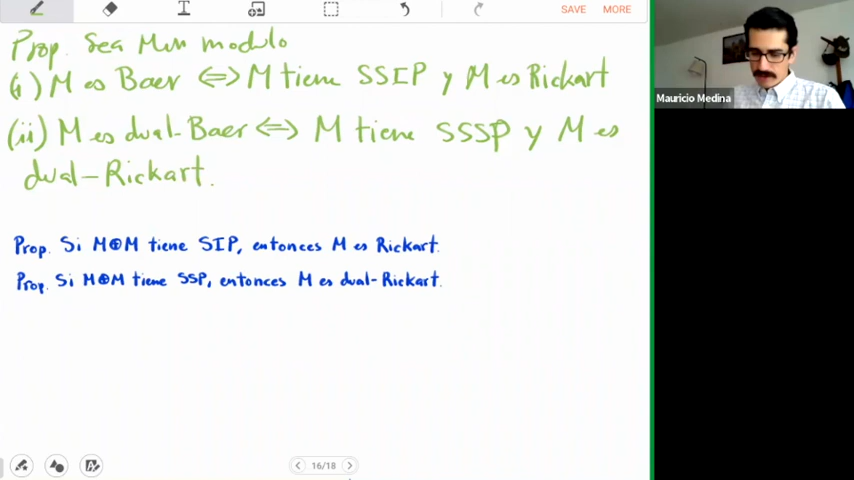 SAVE MORE
Prop. Sea M un modulo
(i) M es Baer ⇔ M tiene SSIP y M es Rickart
(ii) M es dual-Baer ⇔ M tiene SSSP y M es
dual-Rickart.
Prop. Si M⊕M tiene SIP, entonces M es Rickart.
Prop. Si M⊕M tiene SSP, entonces M es dual-Rickart.
16/18
Mauricio Medina